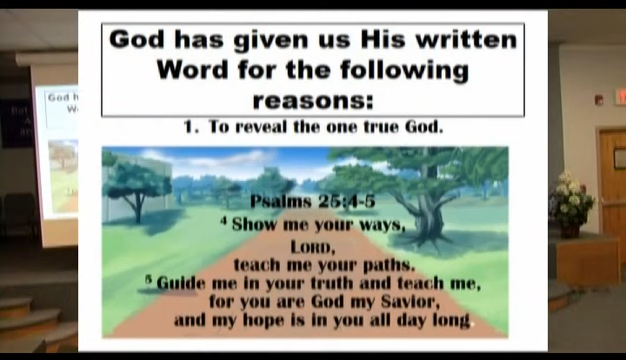 God has given us His written
Word for the following
reasons:
1. To reveal the one true God.
Psalms 25:4-5
4 Show me your ways,
LORD,
teach me your paths.
5 Guide me in your truth and teach me,
for you are God my Savior,
and my hope is in you all day long.
God h
W